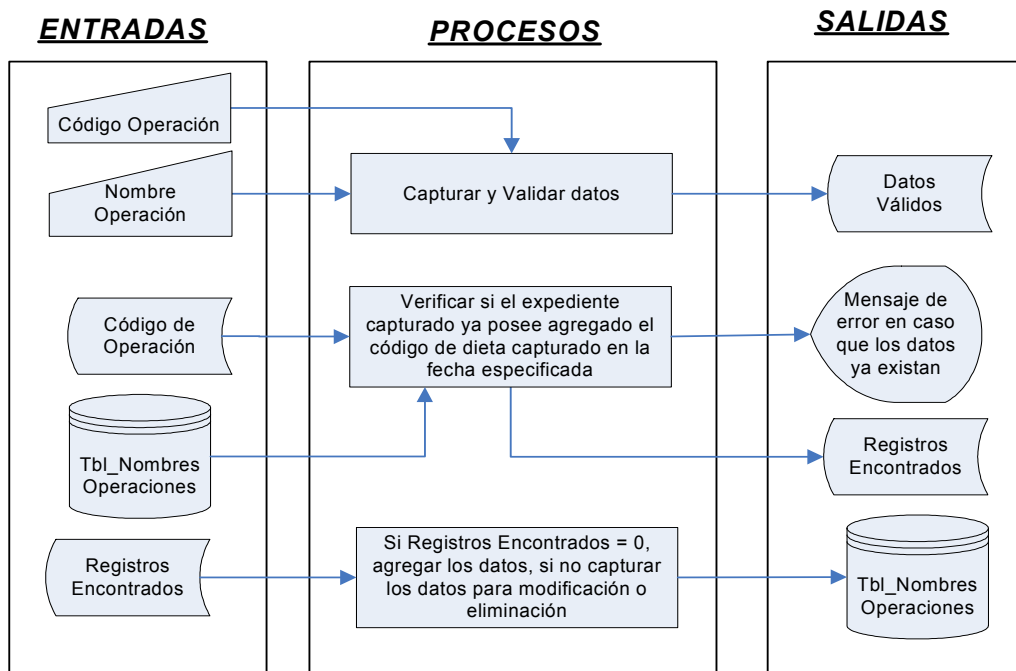 ENTRADAS
PROCESOS
SALIDAS
Código Operación
Nombre
Operación
Capturar y Validar datos
Datos
Válidos
Código de
Operación
Verificar si el expediente
capturado ya posee agregado el
código de dieta capturado en la
fecha especificada
Mensaje de
error en caso
que los datos
ya existan
Tbl_Nombres
Operaciones
Registros
Encontrados
Registros
Encontrados
Si Registros Encontrados = 0,
agregar los datos, si no capturar
los datos para modificación o
eliminación
Tbl_Nombres
Operaciones